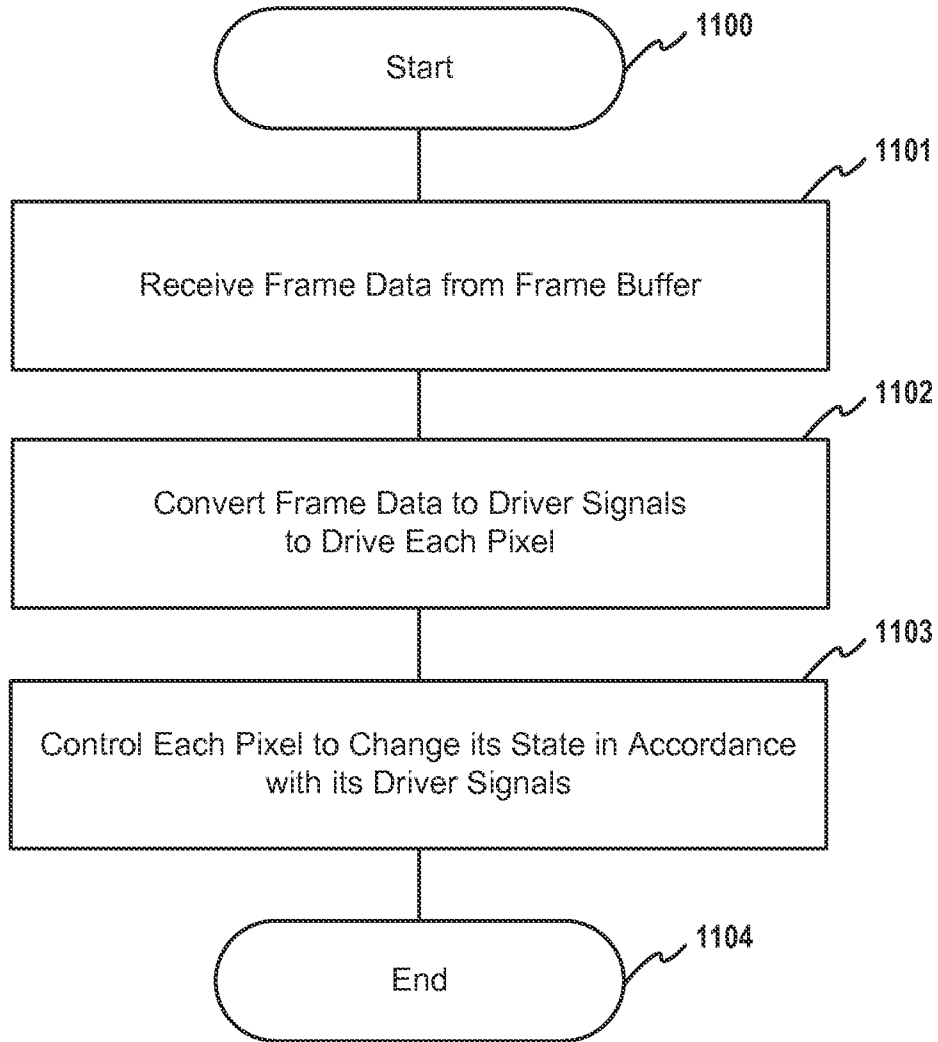 Start
1100
1101
Receive Frame Data from Frame Buffer
1102
Convert Frame Data to Driver Signals
to Drive Each Pixel
1103
Control Each Pixel to Change its State in Accordance
with its Driver Signals
1104
End